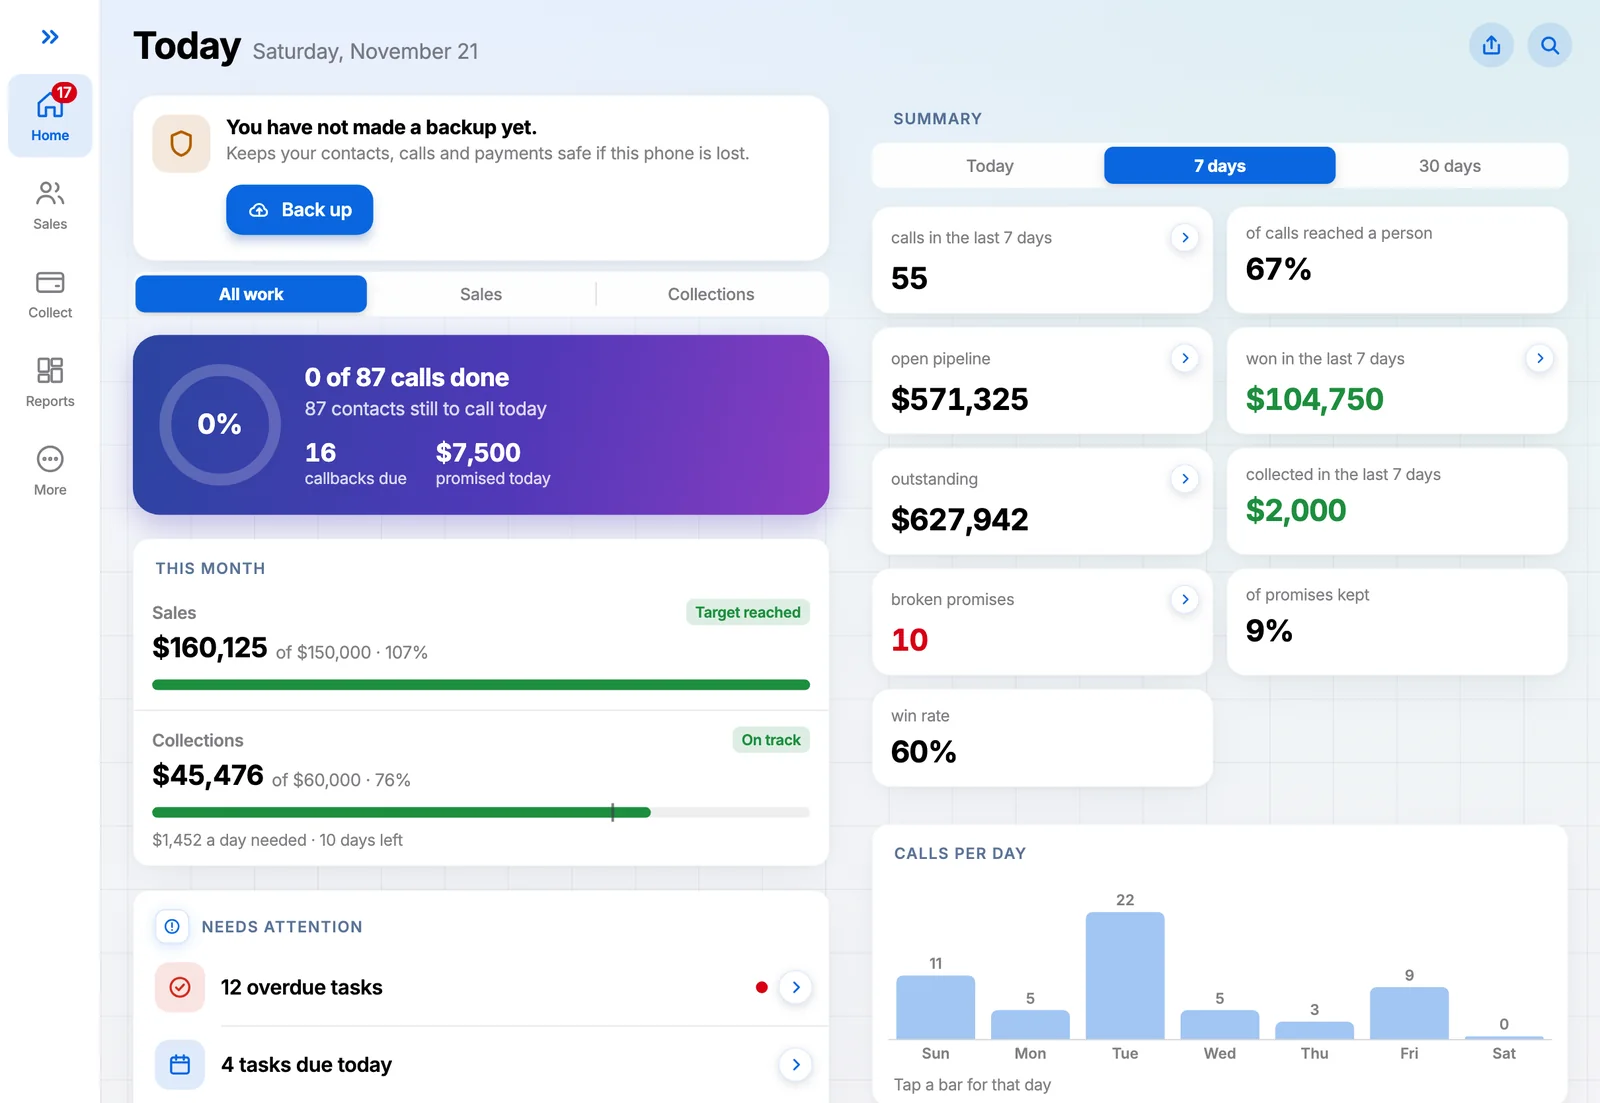 Today Saturday, November 21
17
Home
Sales
Collect
Reports
More
You have not made a backup yet.
Keeps your contacts, calls and payments safe if this phone is lost.
Back up
All work
Sales
Collections
0%
0 of 87 calls done
87 contacts still to call today
16
callbacks due
$7,500
promised today
THIS MONTH
Sales
Target reached
$160,125 of $150,000 · 107%
Collections
On track
$45,476 of $60,000 · 76%
$1,452 a day needed · 10 days left
NEEDS ATTENTION
12 overdue tasks
4 tasks due today
SUMMARY
Today
7 days
30 days
calls in the last 7 days
55
of calls reached a person
67%
open pipeline
$571,325
won in the last 7 days
$104,750
outstanding
$627,942
collected in the last 7 days
$2,000
broken promises
10
of promises kept
9%
win rate
60%
CALLS PER DAY
11
5
22
5
3
9
0
Sun
Mon
Tue
Wed
Thu
Fri
Sat
Tap a bar for that day